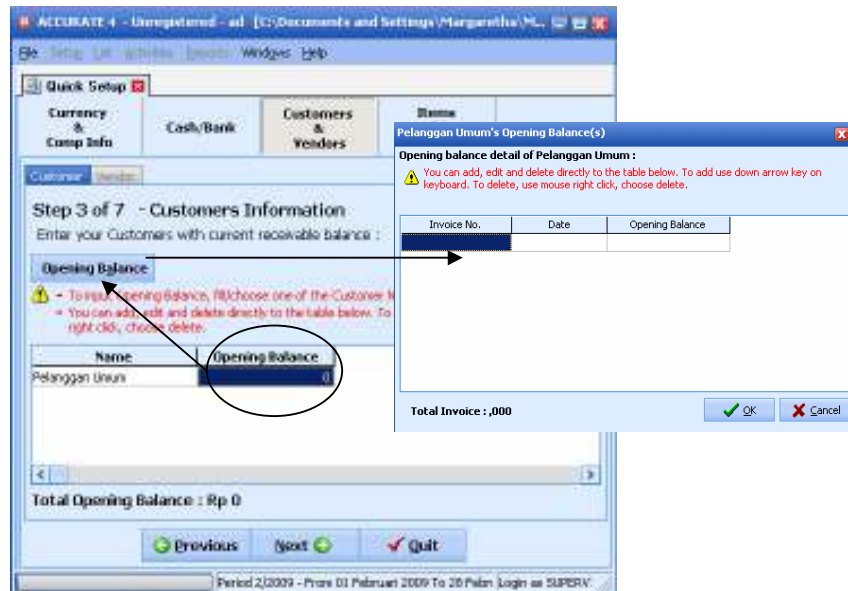 ACCURATE 4 - Unregistered - ad [C:\Documents and Settings\Margaretha\M...
File Setup List Activities Reports Windows Help
Quick Setup
Currency
&
Comp Info
Cash/Bank
Customers
&
Vendors
Items
Customer Vendor
Step 3 of 7 - Customers Information
Enter your Customers with current receivable balance :
Opening Balance
- To input Opening Balance, fill/choose one of the Customer
- You can add, edit and delete directly to the table below. To
right click, choose delete.
Name Opening Balance
Pelanggan Umum 0
Total Opening Balance : Rp 0
Previous Next Quit
Period 2/2009 - From 01 Februari 2009 To 28 Febr Login as SUPERV
Pelanggan Umum's Opening Balance(s)
Opening balance detail of Pelanggan Umum :
You can add, edit and delete directly to the table below. To add use down arrow key on
keyboard. To delete, use mouse right click, choose delete.
Invoice No. Date Opening Balance
Total Invoice : ,000
OK Cancel